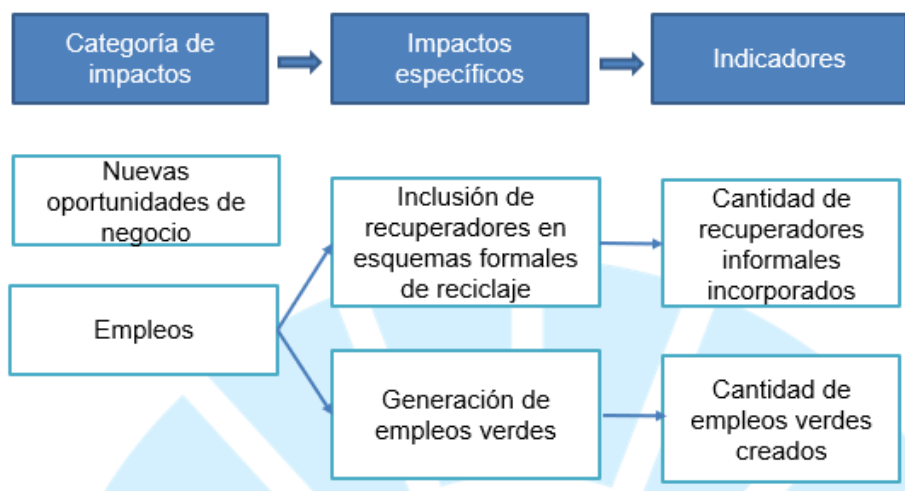 Categoría de
impactos
Impactos
específicos
Indicadores
Nuevas
oportunidades de
negocio
Inclusión de
recuperadores en
esquemas formales
de reciclaje
Cantidad de
recuperadores
informales
incorporados
Empleos
Generación de
empleos verdes
Cantidad de
empleos verdes
creados